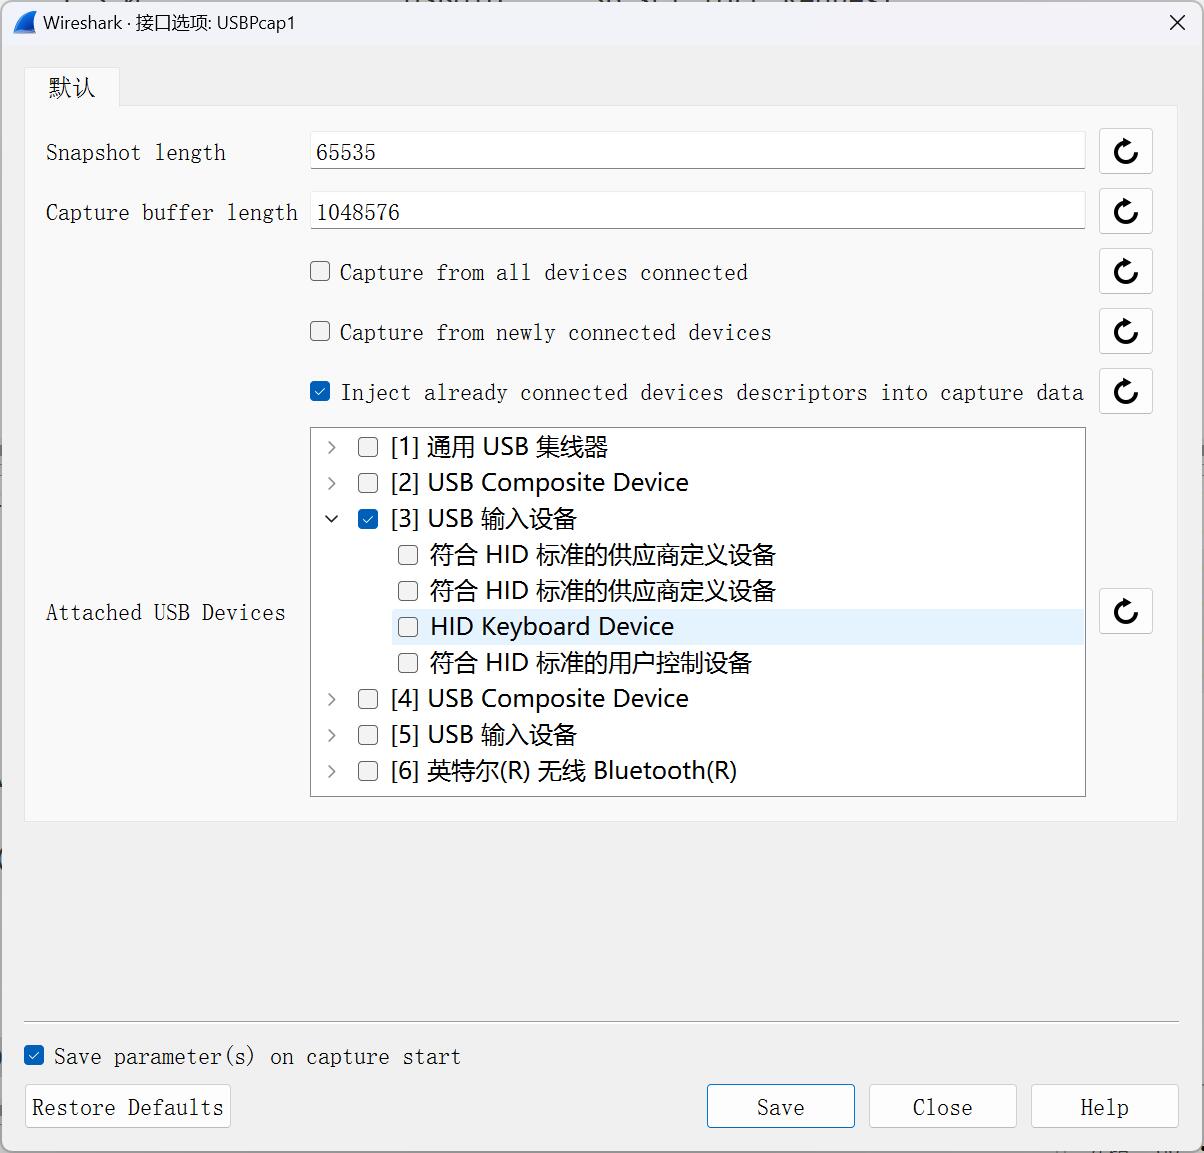 Wireshark · 接口选项: USBPcap1
默认
Snapshot length
65535
Capture buffer length
1048576
Capture from all devices connected
Capture from newly connected devices
Inject already connected devices descriptors into capture data
Attached USB Devices
[1] 通用 USB 集线器
[2] USB Composite Device
[3] USB 输入设备
符合 HID 标准的供应商定义设备
符合 HID 标准的供应商定义设备
HID Keyboard Device
符合 HID 标准的用户控制设备
[4] USB Composite Device
[5] USB 输入设备
[6] 英特尔(R) 无线 Bluetooth(R)
Save parameter(s) on capture start
Restore Defaults
Save
Close
Help